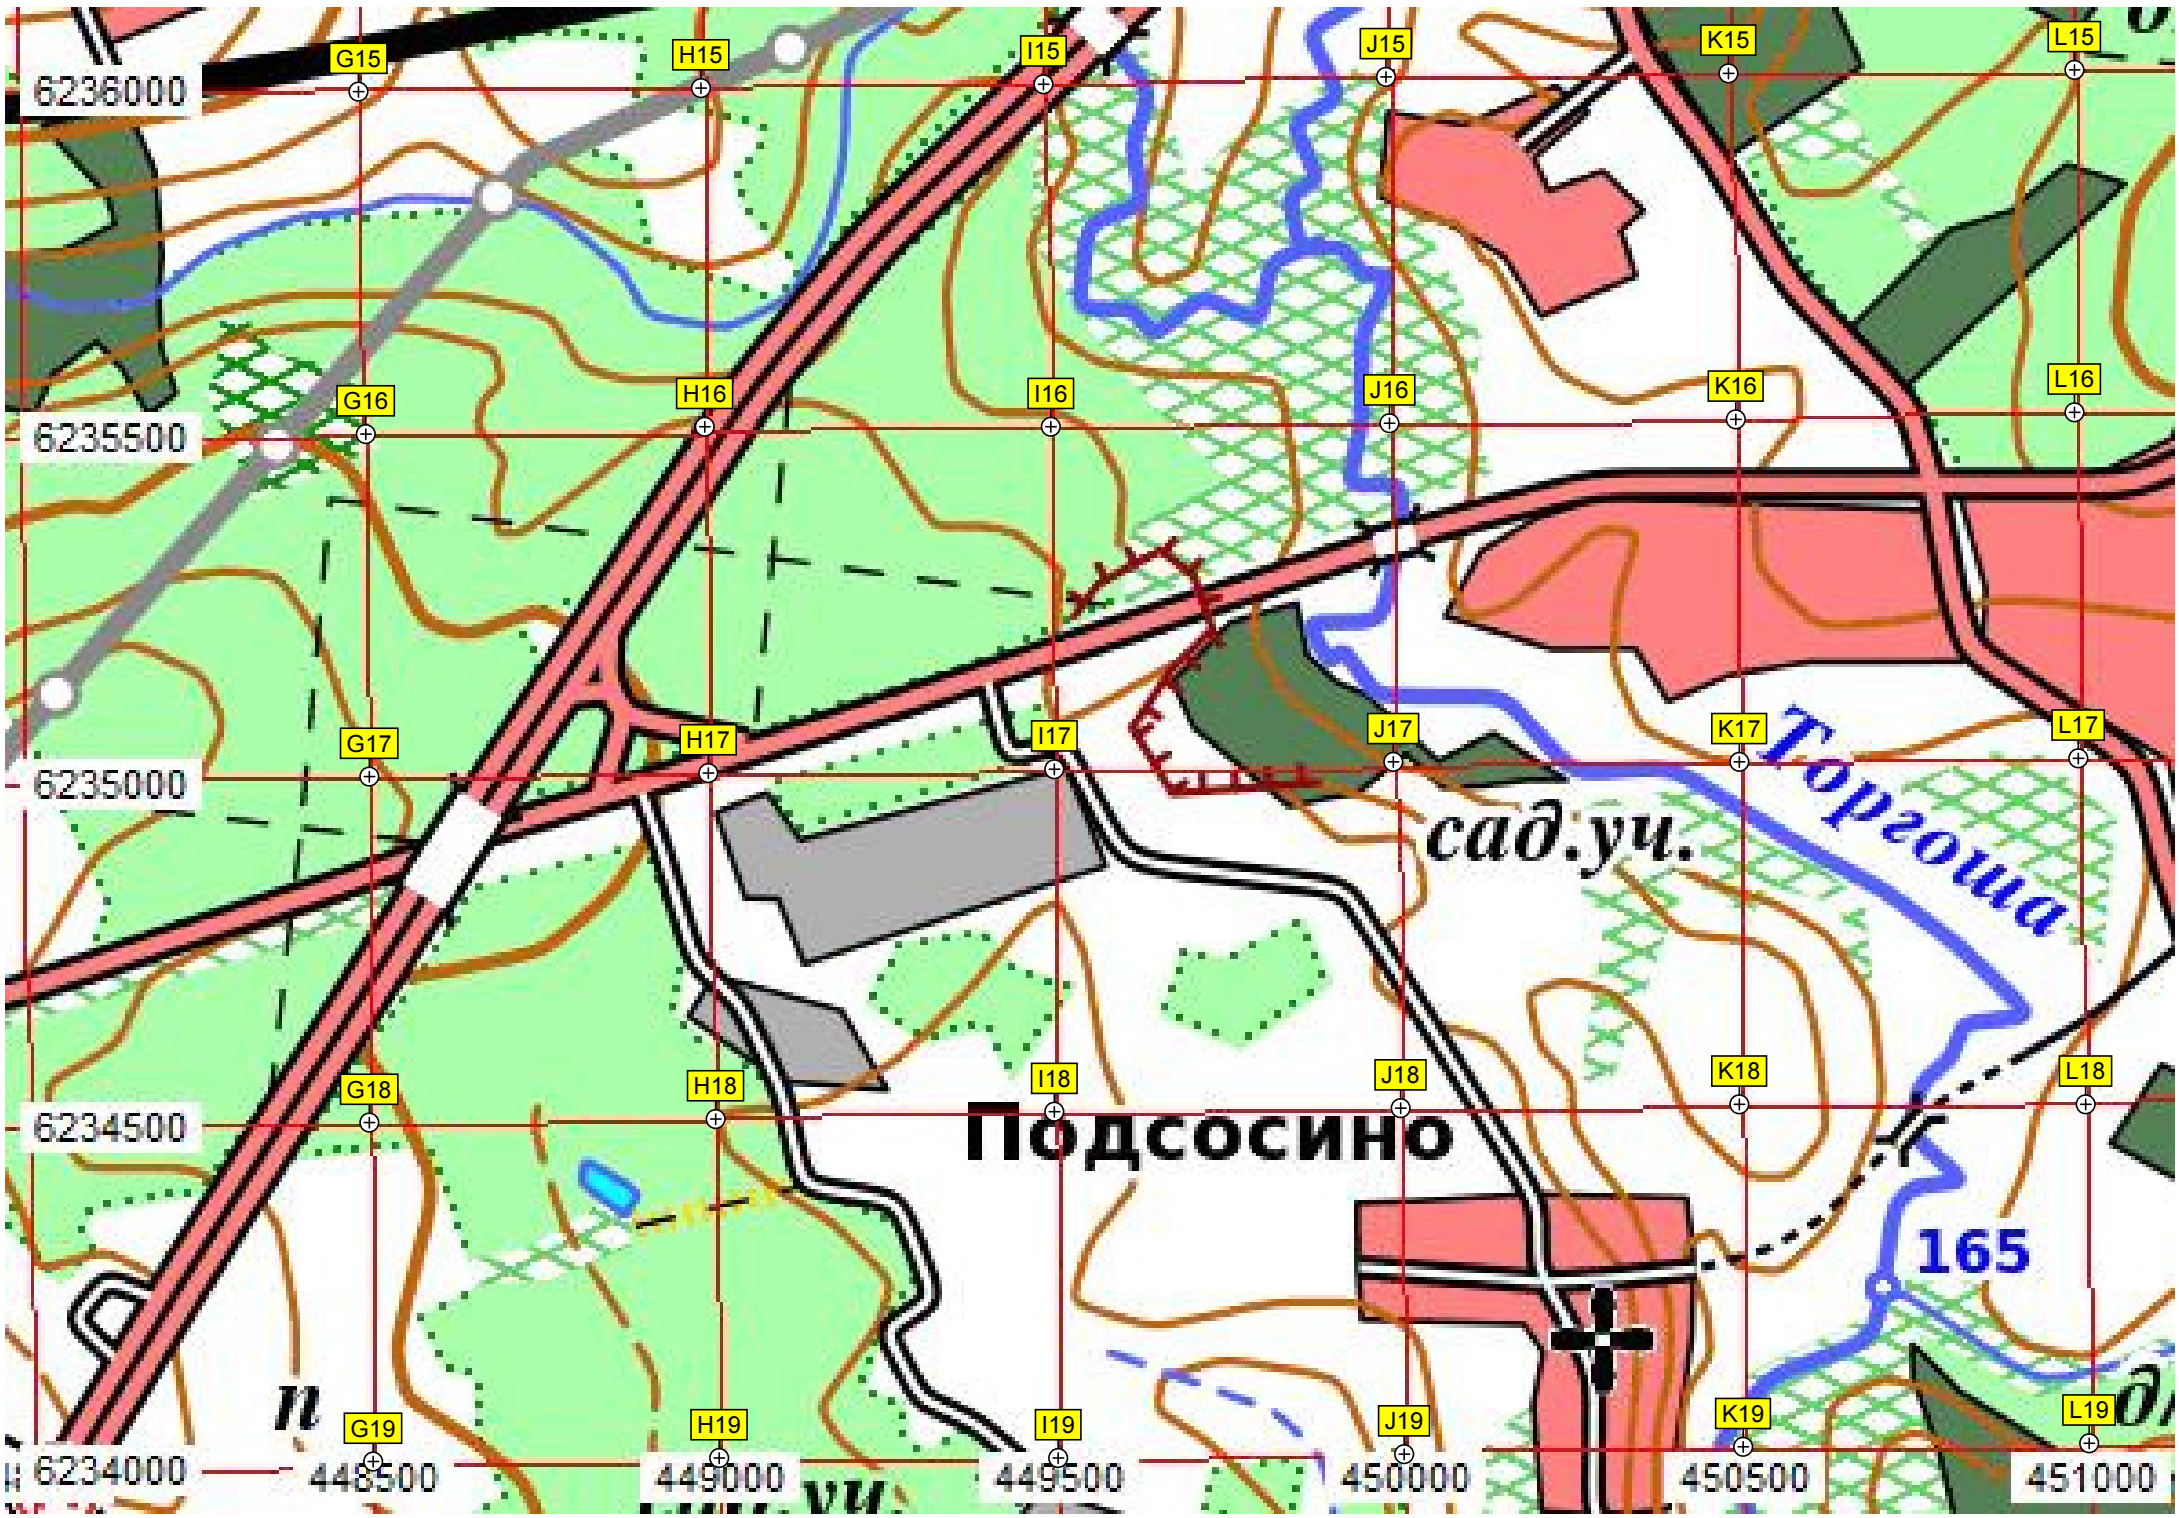 G15 H15 I15 J15 K15 L15
6236000
G16 H16 I16 J16 K16 L16
6235500
G17 H17 I17 J17 K17 L17
6235000
Торгоша
сад.уч.
G18 H18 I18 J18 K18 L18
6234500
Подсосино
165
п
G19 H19 I19 J19 K19 L19
6234000
448500 449000 449500 450000 450500 451000
уч.